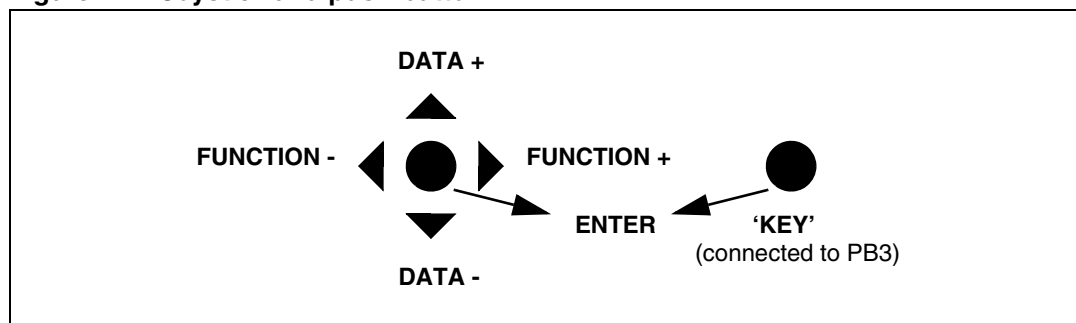 DATA +
FUNCTION -
FUNCTION +
ENTER
‘KEY’
(connected to PB3)
DATA -